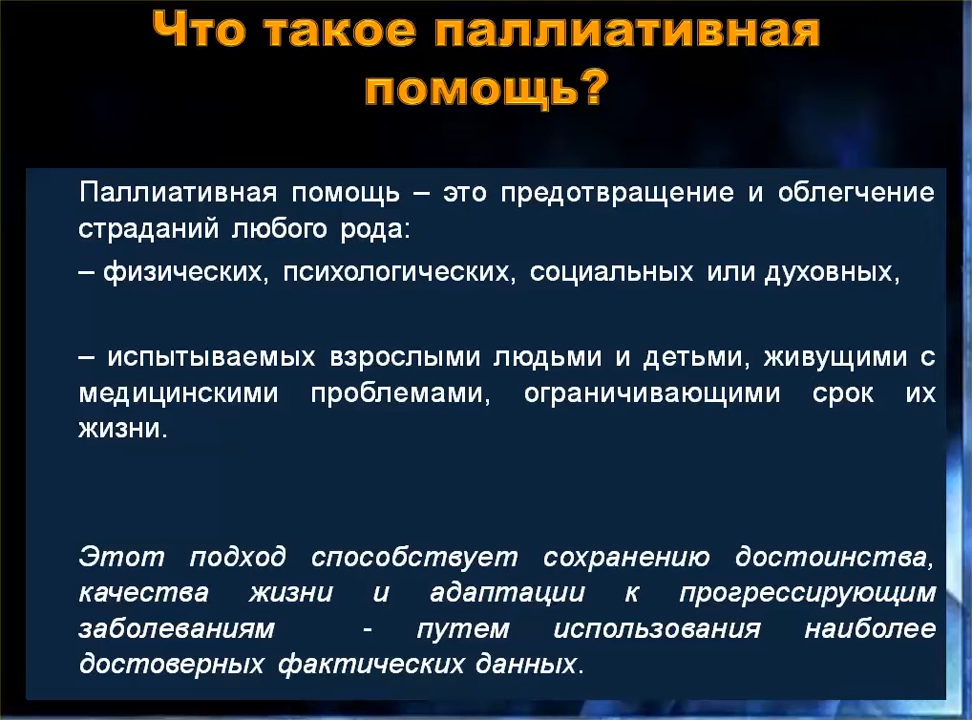 Что такое паллиативная
помощь?
Паллиативная помощь – это предотвращение и облегчение
страданий любого рода:
– физических, психологических, социальных или духовных,
– испытываемых взрослыми людьми и детьми, живущими с
медицинскими проблемами, ограничивающими срок их
жизни.
Этот подход способствует сохранению достоинства,
качества жизни и адаптации к прогрессирующим
заболеваниям - путем использования наиболее
достоверных фактических данных.